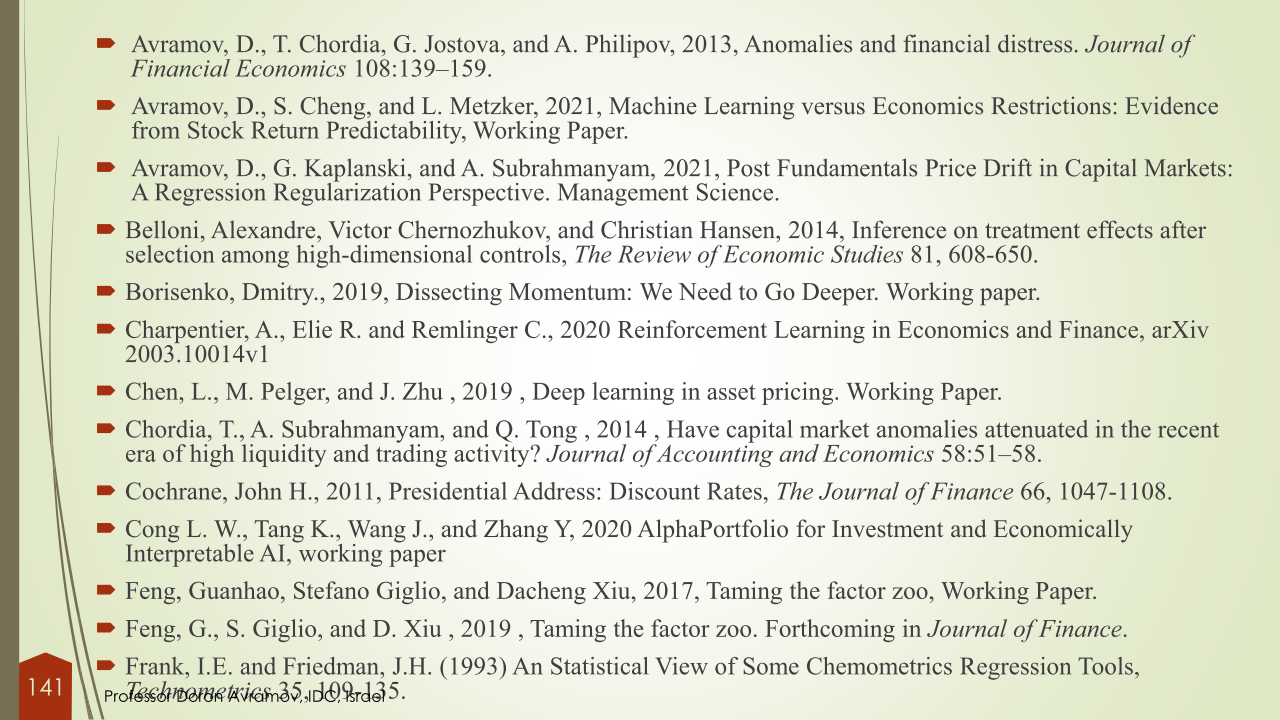 Avramov, D., T. Chordia, G. Jostova, and A. Philipov, 2013, Anomalies and financial distress. Journal of
Financial Economics 108:139–159.
Avramov, D., S. Cheng, and L. Metzker, 2021, Machine Learning versus Economics Restrictions: Evidence
from Stock Return Predictability, Working Paper.
Avramov, D., G. Kaplanski, and A. Subrahmanyam, 2021, Post Fundamentals Price Drift in Capital Markets:
A Regression Regularization Perspective. Management Science.
Belloni, Alexandre, Victor Chernozhukov, and Christian Hansen, 2014, Inference on treatment effects after
selection among high-dimensional controls, The Review of Economic Studies 81, 608-650.
Borisenko, Dmitry., 2019, Dissecting Momentum: We Need to Go Deeper. Working paper.
Charpentier, A., Elie R. and Remlinger C., 2020 Reinforcement Learning in Economics and Finance, arXiv
2003.10014v1
Chen, L., M. Pelger, and J. Zhu , 2019 , Deep learning in asset pricing. Working Paper.
Chordia, T., A. Subrahmanyam, and Q. Tong , 2014 , Have capital market anomalies attenuated in the recent
era of high liquidity and trading activity? Journal of Accounting and Economics 58:51–58.
Cochrane, John H., 2011, Presidential Address: Discount Rates, The Journal of Finance 66, 1047-1108.
Cong L. W., Tang K., Wang J., and Zhang Y, 2020 AlphaPortfolio for Investment and Economically
Interpretable AI, working paper
Feng, Guanhao, Stefano Giglio, and Dacheng Xiu, 2017, Taming the factor zoo, Working Paper.
Feng, G., S. Giglio, and D. Xiu , 2019 , Taming the factor zoo. Forthcoming in Journal of Finance.
Frank, I.E. and Friedman, J.H. (1993) An Statistical View of Some Chemometrics Regression Tools,
Technometrics 35, 109-135.
141
Professor Doron Avramov, IDC, Israel